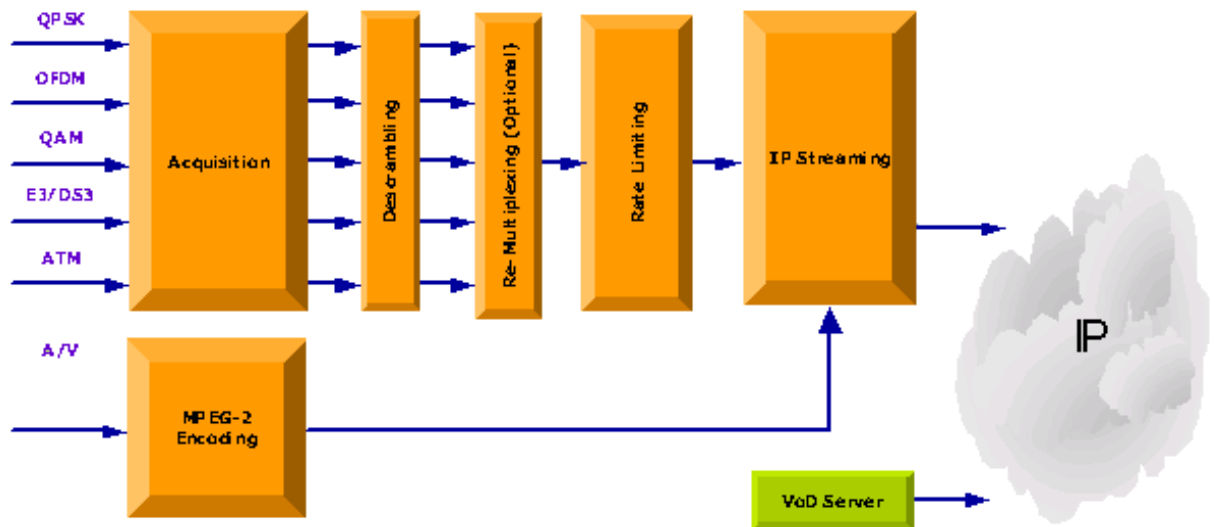 QPSK
OFDM
QAM
E3/DS3
ATM
Acquisition
Descrambling
Re-Multiplexing (Optional)
Rate Limiting
IP Streaming
A/V
MPEG-2
Encoding
VoD Server
IP